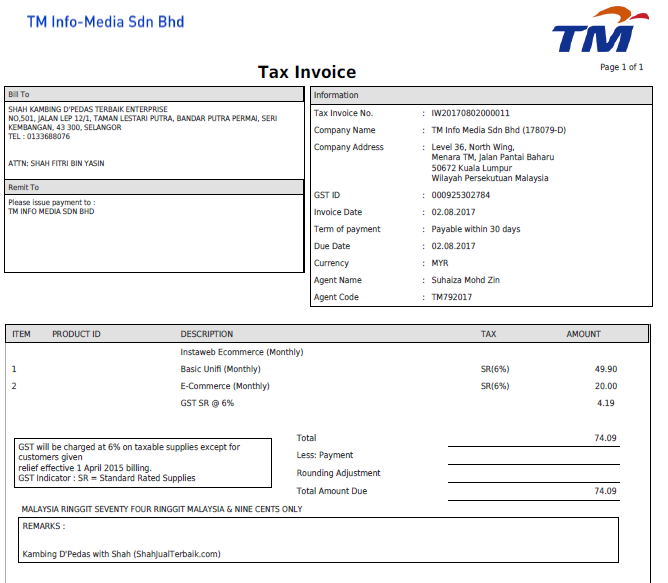 TM Info-Media Sdn Bhd
TM
Page 1 of 1
Tax Invoice
Bill To
SHAH KAMBING D'PEDAS TERBAIK ENTERPRISE
NO,501, JALAN LEP 12/1, TAMAN LESTARI PUTRA, BANDAR PUTRA PERMAI, SERI
KEMBANGAN, 43 300, SELANGOR
TEL : 0133688076
ATTN: SHAH FITRI BIN YASIN
Remit To
Please issue payment to :
TM INFO MEDIA SDN BHD
Information
Tax Invoice No. : IW20170802000011
Company Name : TM Info Media Sdn Bhd (178079-D)
Company Address : Level 36, North Wing,
Menara TM, Jalan Pantai Baharu
50672 Kuala Lumpur
Wilayah Persekutuan Malaysia
GST ID : 000925302784
Invoice Date : 02.08.2017
Term of payment : Payable within 30 days
Due Date : 02.08.2017
Currency : MYR
Agent Name : Suhaiza Mohd Zin
Agent Code : TM792017
ITEM PRODUCT ID DESCRIPTION TAX AMOUNT
Instaweb Ecommerce (Monthly)
1 Basic Unifi (Monthly) SR(6%) 49.90
2 E-Commerce (Monthly) SR(6%) 20.00
GST SR @ 6% 4.19
GST will be charged at 6% on taxable supplies except for
customers given
relief effective 1 April 2015 billing.
GST Indicator : SR = Standard Rated Supplies
Total 74.09
Less: Payment
Rounding Adjustment
Total Amount Due 74.09
MALAYSIA RINGGIT SEVENTY FOUR RINGGIT MALAYSIA & NINE CENTS ONLY
REMARKS :
Kambing D'Pedas with Shah (ShahJualTerbaik.com)